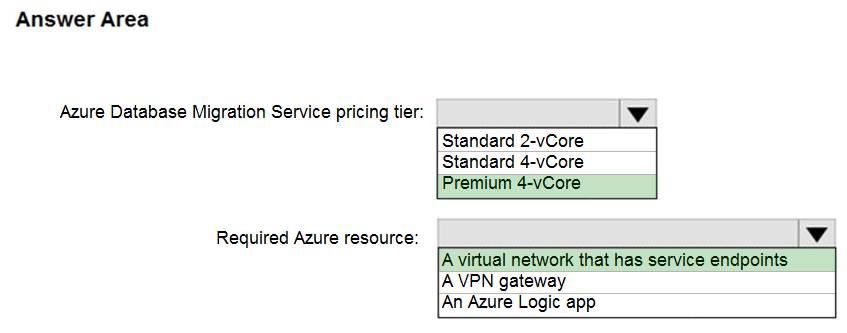 Answer Area
Azure Database Migration Service pricing tier:
Standard 2-vCore
Standard 4-vCore
Premium 4-vCore
Required Azure resource:
A virtual network that has service endpoints
A VPN gateway
An Azure Logic app